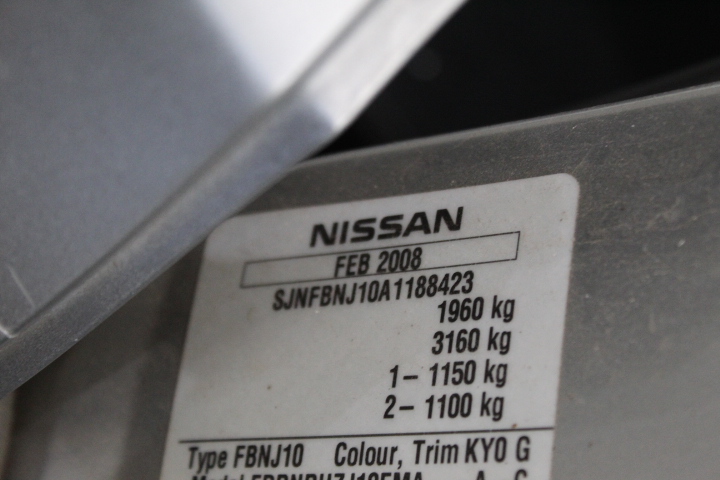 NISSAN
FEB 2008
SJNFBNJ10A1188423
1960 kg
3160 kg
1– 1150 kg
2– 1100 kg
Type FBNJ10 Colour, Trim KY0 G